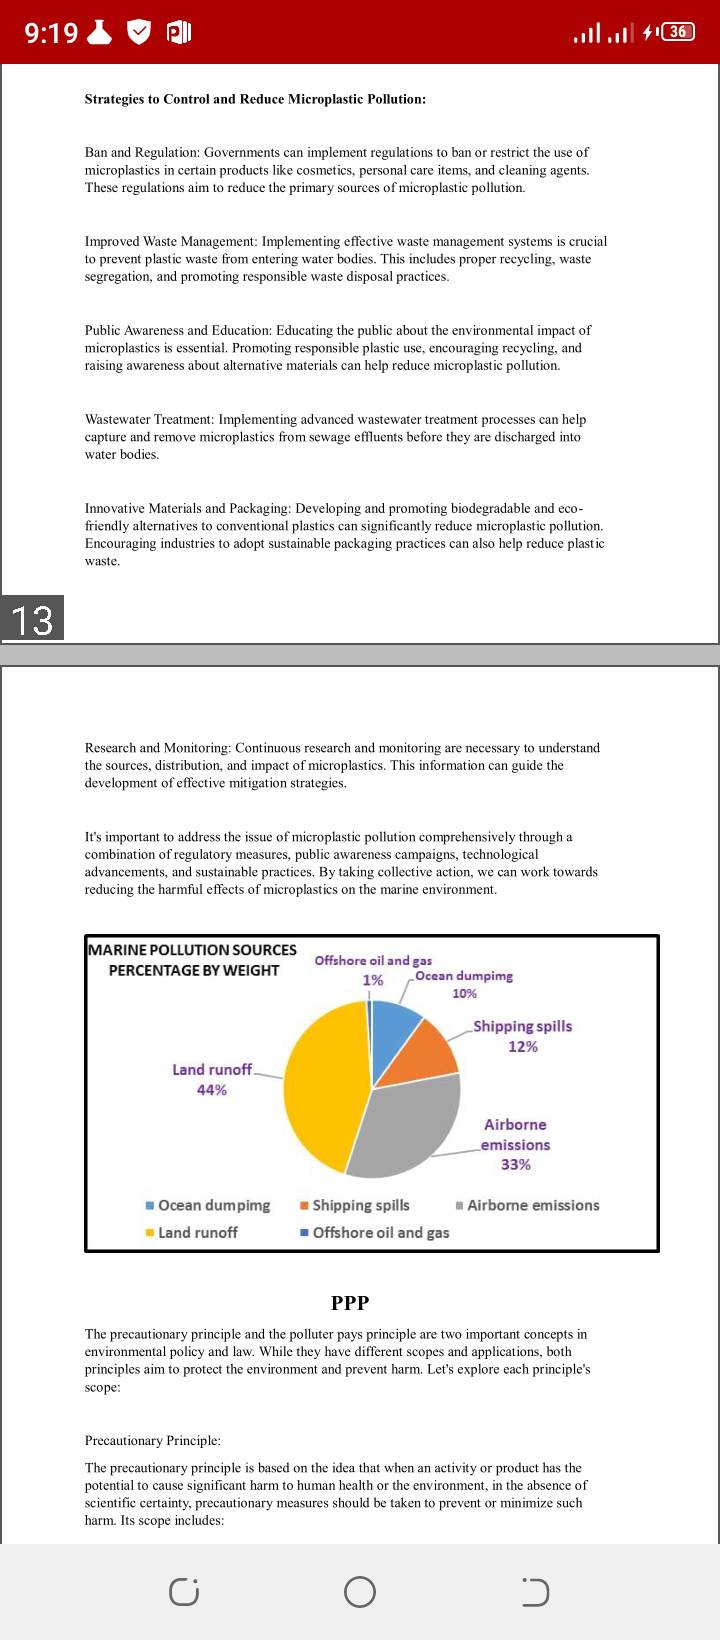 9:19
36
Strategies to Control and Reduce Microplastic Pollution:
Ban and Regulation: Governments can implement regulations to ban or restrict the use of
microplastics in certain products like cosmetics, personal care items, and cleaning agents.
These regulations aim to reduce the primary sources of microplastic pollution.
Improved Waste Management: Implementing effective waste management systems is crucial
to prevent plastic waste from entering water bodies. This includes proper recycling, waste
segregation, and promoting responsible waste disposal practices.
Public Awareness and Education: Educating the public about the environmental impact of
microplastics is essential. Promoting responsible plastic use, encouraging recycling, and
raising awareness about alternative materials can help reduce microplastic pollution.
Wastewater Treatment: Implementing advanced wastewater treatment processes can help
capture and remove microplastics from sewage effluents before they are discharged into
water bodies.
Innovative Materials and Packaging: Developing and promoting biodegradable and eco-
friendly alternatives to conventional plastics can significantly reduce microplastic pollution.
Encouraging industries to adopt sustainable packaging practices can also help reduce plastic
waste.
13
Research and Monitoring: Continuous research and monitoring are necessary to understand
the sources, distribution, and impact of microplastics. This information can guide the
development of effective mitigation strategies.
It's important to address the issue of microplastic pollution comprehensively through a
combination of regulatory measures, public awareness campaigns, technological
advancements, and sustainable practices. By taking collective action, we can work towards
reducing the harmful effects of microplastics on the marine environment.
MARINE POLLUTION SOURCES
PERCENTAGE BY WEIGHT
Offshore oil and gas
1%
Ocean dumpimg
10%
Shipping spills
12%
Land runoff
44%
Airborne
emissions
33%
Ocean dumpimg
Shipping spills
Airborne emissions
Land runoff
Offshore oil and gas
PPP
The precautionary principle and the polluter pays principle are two important concepts in
environmental policy and law. While they have different scopes and applications, both
principles aim to protect the environment and prevent harm. Let's explore each principle's
scope:
Precautionary Principle:
The precautionary principle is based on the idea that when an activity or product has the
potential to cause significant harm to human health or the environment, in the absence of
scientific certainty, precautionary measures should be taken to prevent or minimize such
harm. Its scope includes: